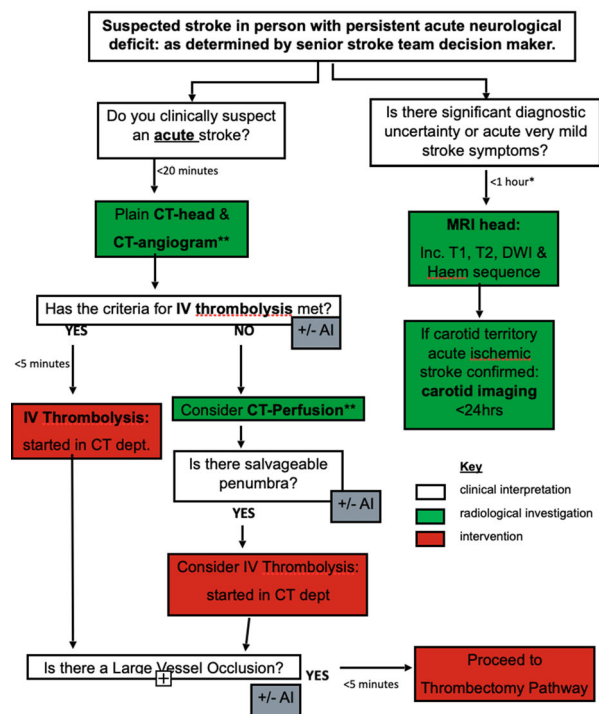 Suspected stroke in person with persistent acute neurological
deficit: as determined by senior stroke team decision maker.
Do you clinically suspect
an acute stroke?
Is there significant diagnostic
uncertainty or acute very mild
stroke symptoms?
<20 minutes
<1 hour*
Plain CT-head &
CT-angiogram**
MRI head:
Inc. T1, T2, DWI &
Haem sequence
Has the criteria for IV thrombolysis met?
YES
NO
+/- AI
If carotid territory
acute ischemic
stroke confirmed:
carotid imaging
<24hrs
<5 minutes
IV Thrombolysis:
started in CT dept.
Consider CT-Perfusion**
Is there salvageable
penumbra?
+/- AI
YES
Key
clinical interpretation
radiological investigation
intervention
Consider IV Thrombolysis:
started in CT dept
Is there a Large Vessel Occlusion?
+/- AI
YES
<5 minutes
Proceed to
Thrombectomy Pathway